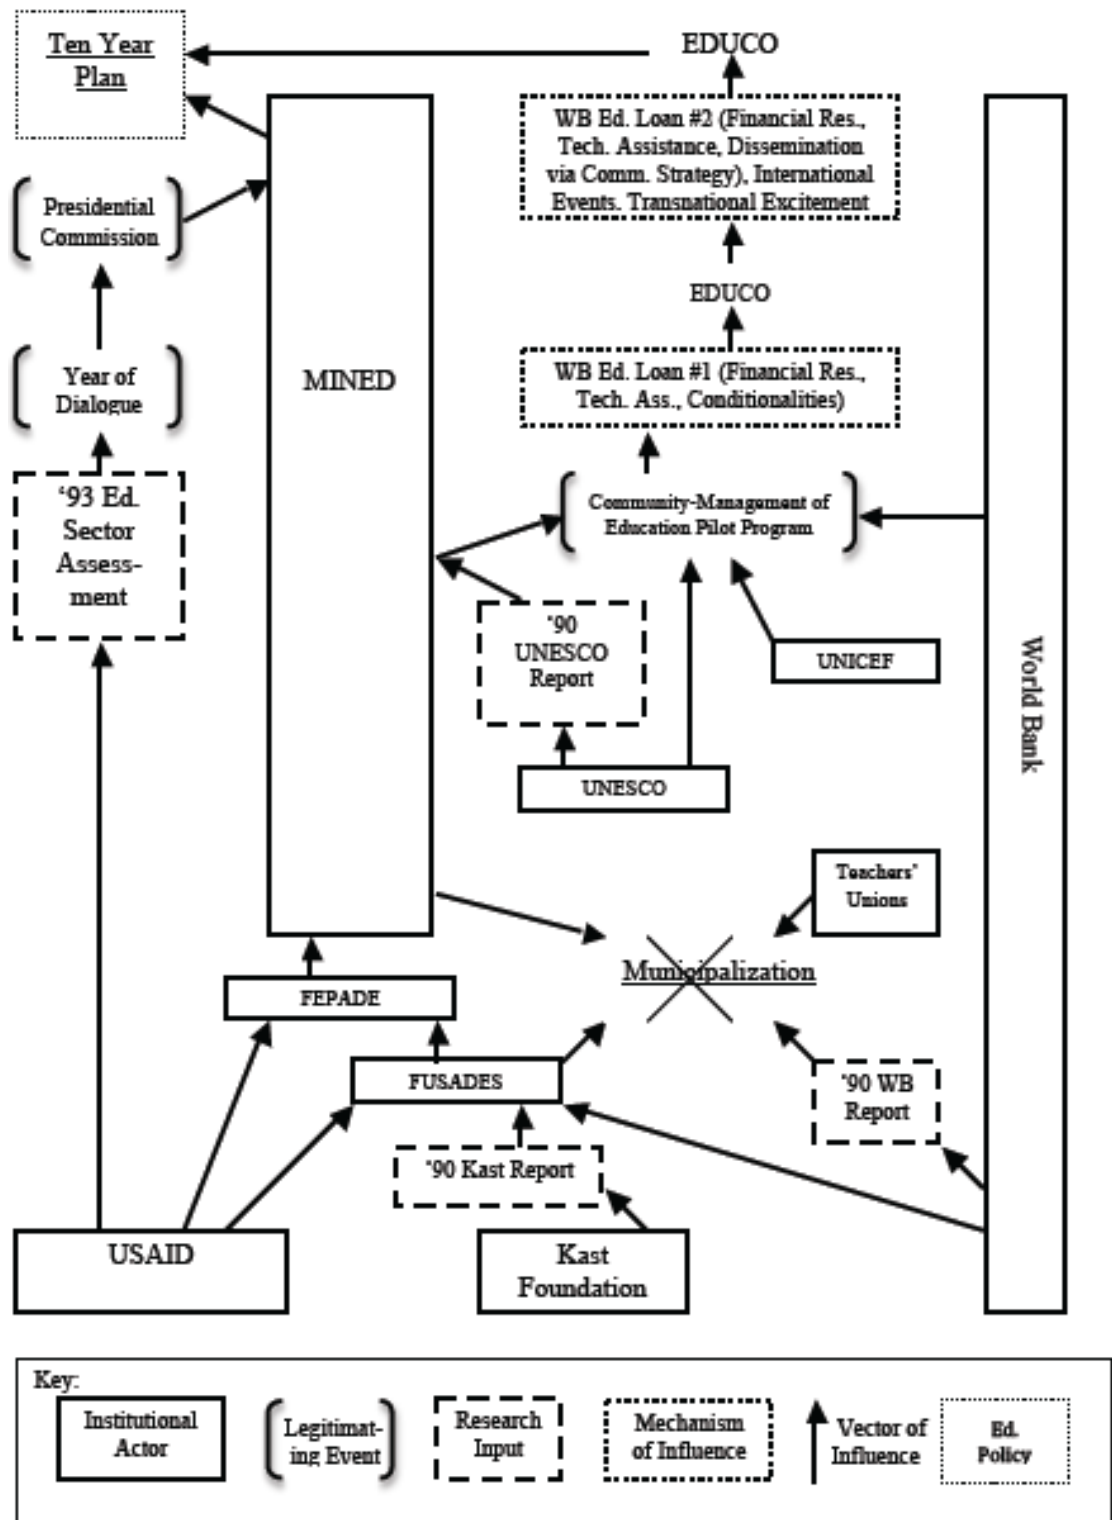 Ten Year
Plan
EDUCO
WB Ed. Loan #2 (Financial Res.,
Tech. Assistance, Dissemination
via Comm. Strategy), International
Events. Transnational Excitement
Presidential
Commission
EDUCO
MINED
WB Ed. Loan #1 (Financial Res.,
Tech. Ass., Conditionalities)
Year of
Dialogue
‘93 Ed.
Sector
Assess-
ment
Community-Management of
Education Pilot Program
'90
UNESCO
Report
UNICEF
World Bank
UNESCO
Teachers'
Unions
Municipalization
FEPADE
FUSADES
'90 WB
Report
'90 Kast Report
USAID
Kast
Foundation
Key:
Institutional
Actor
Legitimat-
ing Event
Research
Input
Mechanism
of Influence
Vector of
Influence
Ed.
Policy